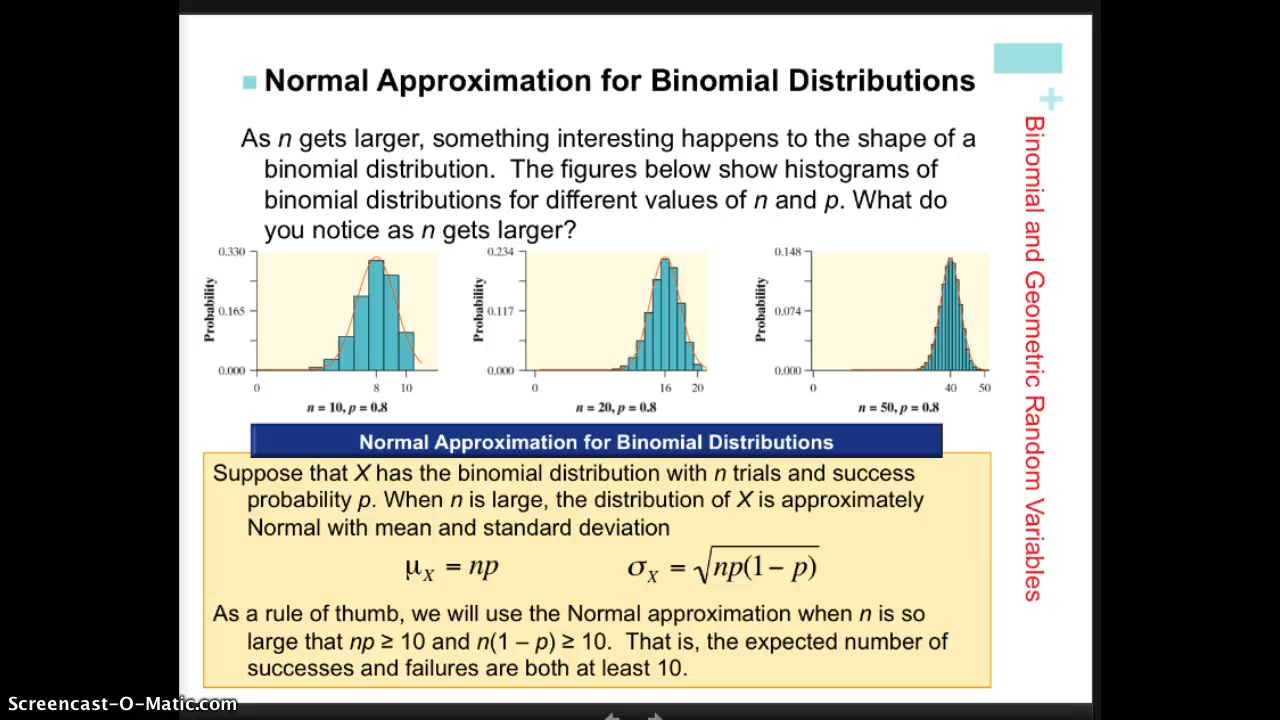 Normal Approximation for Binomial Distributions
As n gets larger, something interesting happens to the shape of a
binomial distribution. The figures below show histograms of
binomial distributions for different values of n and p. What do
you notice as n gets larger?
0.330
0.165
0.000
Probability
0 8 10
n = 10, p = 0.8
0.234
0.117
0.000
Probability
0 16 20
n = 20, p = 0.8
0.148
0.074
0.000
Probability
0 40 50
n = 50, p = 0.8
Normal Approximation for Binomial Distributions
Suppose that X has the binomial distribution with n trials and success
probability p. When n is large, the distribution of X is approximately
Normal with mean and standard deviation
μ_X = np σ_X = √np(1 − p)
As a rule of thumb, we will use the Normal approximation when n is so
large that np ≥ 10 and n(1 – p) ≥ 10. That is, the expected number of
successes and failures are both at least 10.
+
Binomial and Geometric Random Variables
Screencast-O-Matic.com